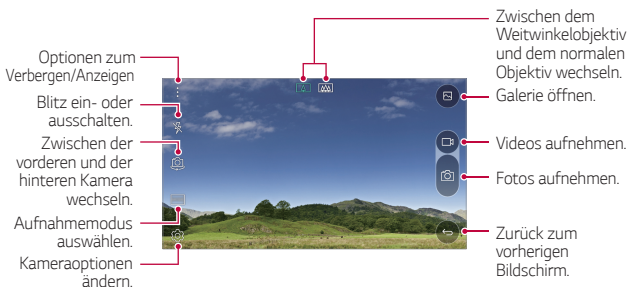 Optionen zum
Verbergen/Anzeigen
Blitz ein- oder
ausschalten.
Zwischen der
vorderen und der
hinteren Kamera
wechseln.
Aufnahmemodus
auswählen.
Kameraoptionen
ändern.
Zwischen dem
Weitwinkelobjektiv
und dem normalen
Objektiv wechseln.
Galerie öffnen.
Videos aufnehmen.
Fotos aufnehmen.
Zurück zum
vorherigen
Bildschirm.